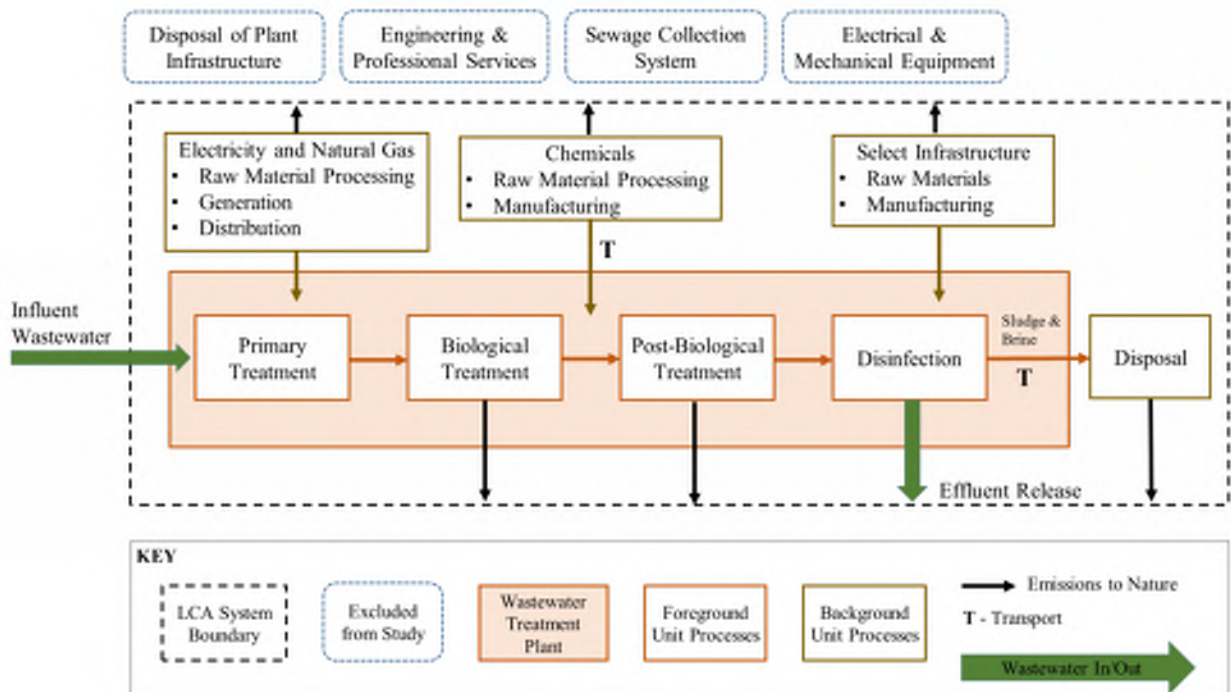 Disposal of Plant
Infrastructure
Engineering &
Professional Services
Sewage Collection
System
Electrical &
Mechanical Equipment
Electricity and Natural Gas
• Raw Material Processing
• Generation
• Distribution
Chemicals
• Raw Material Processing
• Manufacturing
Select Infrastructure
• Raw Materials
• Manufacturing
T
Influent
Wastewater
Primary
Treatment
Biological
Treatment
Post-Biological
Treatment
Disinfection
Sludge &
Brine
T
Disposal
Effluent Release
KEY
LCA System
Boundary
Excluded
from Study
Wastewater
Treatment
Plant
Foreground
Unit Processes
Background
Unit Processes
Emissions to Nature
T - Transport
Wastewater In/Out